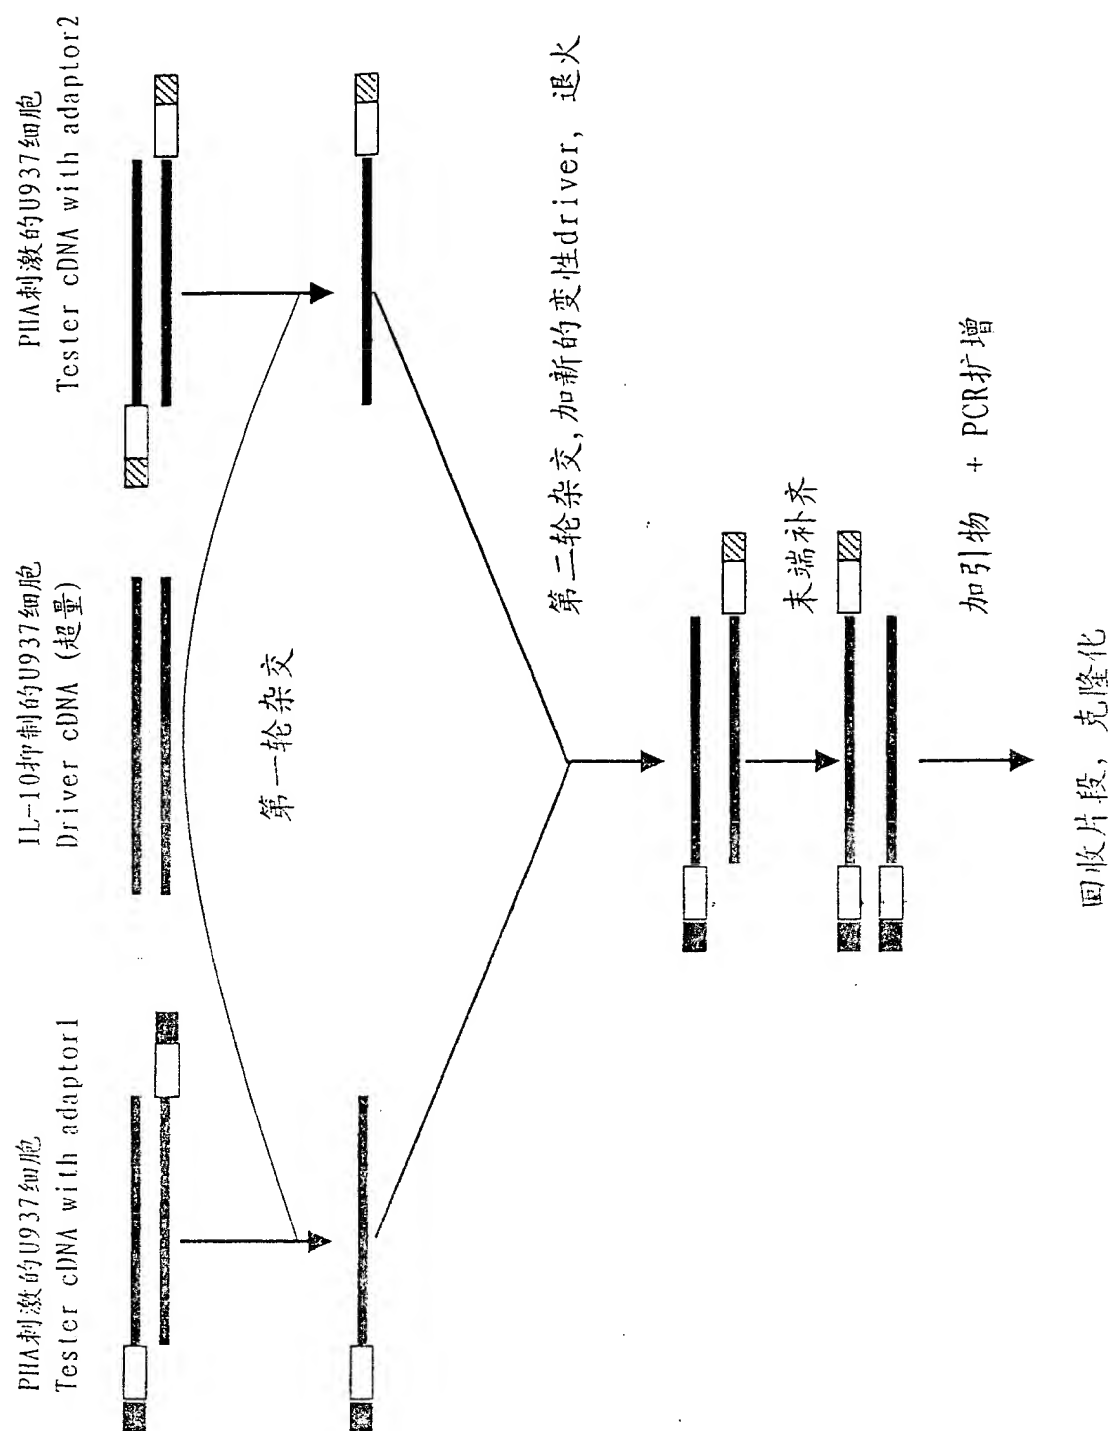 PHA刺激的U937细胞
Tester cDNA with adaptor1
IL-10抑制的U937细胞
Driver cDNA (超量)
PHA刺激的U937细胞
Tester cDNA with adaptor2
第一轮杂交
第二轮杂交,加新的变性driver, 退火
末端补齐
加引物 + PCR扩增
回收片段, 克隆化